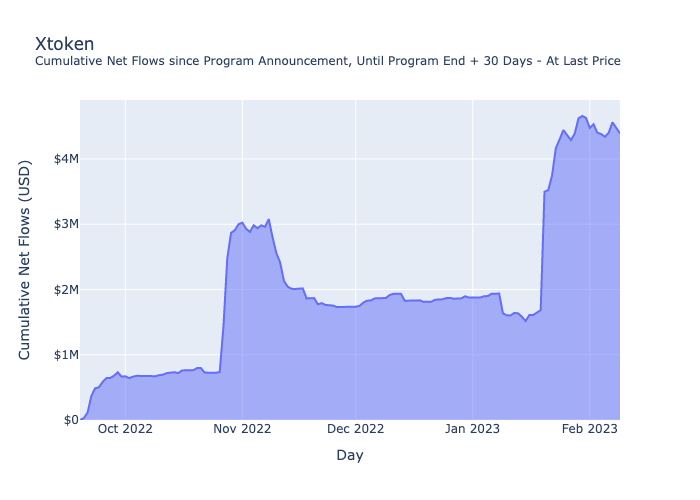 Xtoken
Cumulative Net Flows since Program Announcement, Until Program End + 30 Days - At Last Price
Cumulative Net Flows (USD)
$4M
$3M
$2M
$1M
$0
Oct 2022
Nov 2022
Dec 2022
Jan 2023
Feb 2023
Day